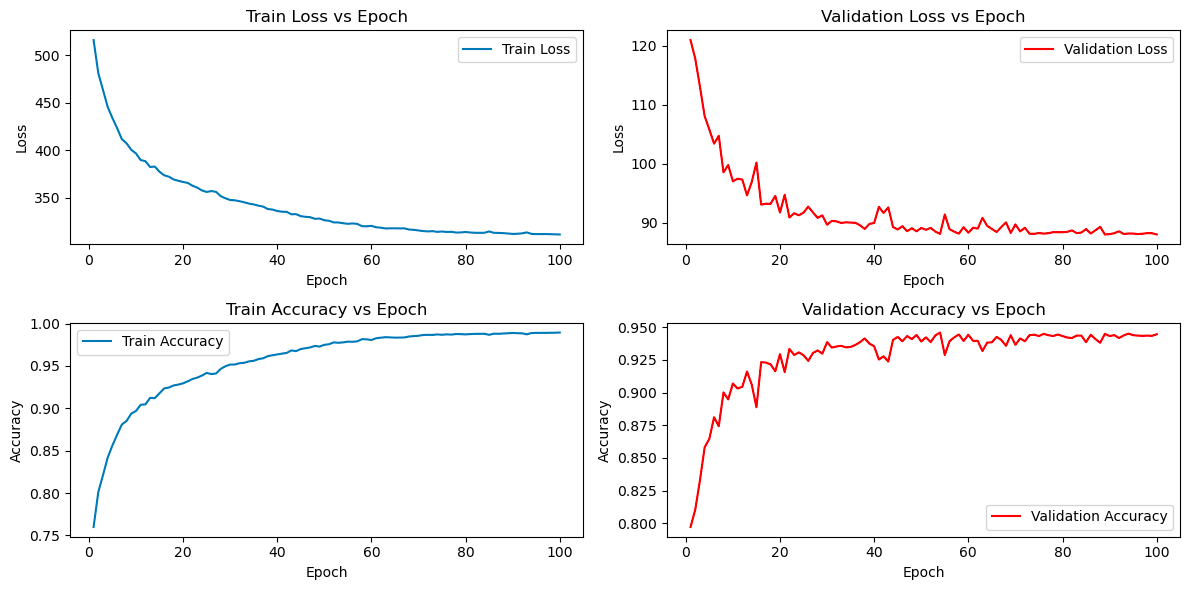 Train Loss vs Epoch
Train Loss
Loss
500
450
400
350
0 20 40 60 80 100
Epoch
Validation Loss vs Epoch
Validation Loss
Loss
120
110
100
90
0 20 40 60 80 100
Epoch
Train Accuracy vs Epoch
Train Accuracy
Accuracy
1.00
0.95
0.90
0.85
0.80
0.75
0 20 40 60 80 100
Epoch
Validation Accuracy vs Epoch
Validation Accuracy
Accuracy
0.950
0.925
0.900
0.875
0.850
0.825
0.800
0 20 40 60 80 100
Epoch